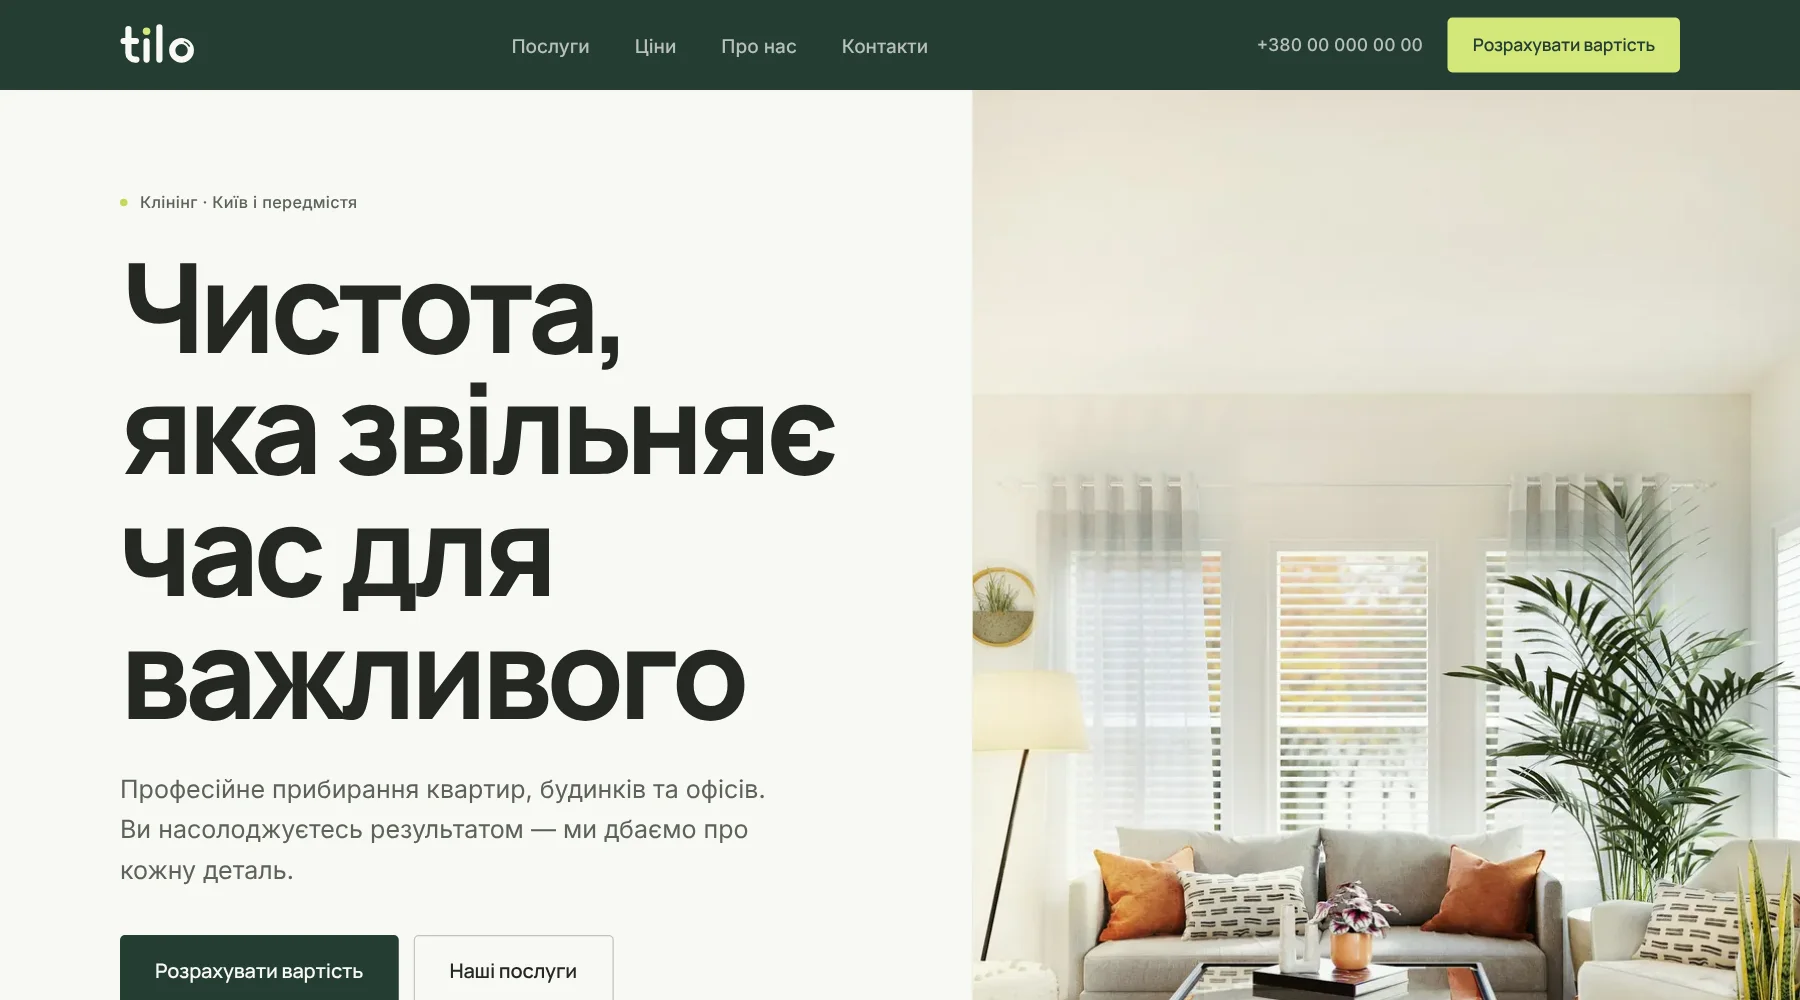 tilo
Послуги
Ціни
Про нас
Контакти
+380 00 000 00 00
Розрахувати вартість
Клінінг · Київ і передмістя
Чистота,
яка звільняє
час для
важливого
Професійне прибирання квартир, будинків та офісів.
Ви насолоджуєтесь результатом — ми дбаємо про
кожну деталь.
Розрахувати вартість
Наші послуги